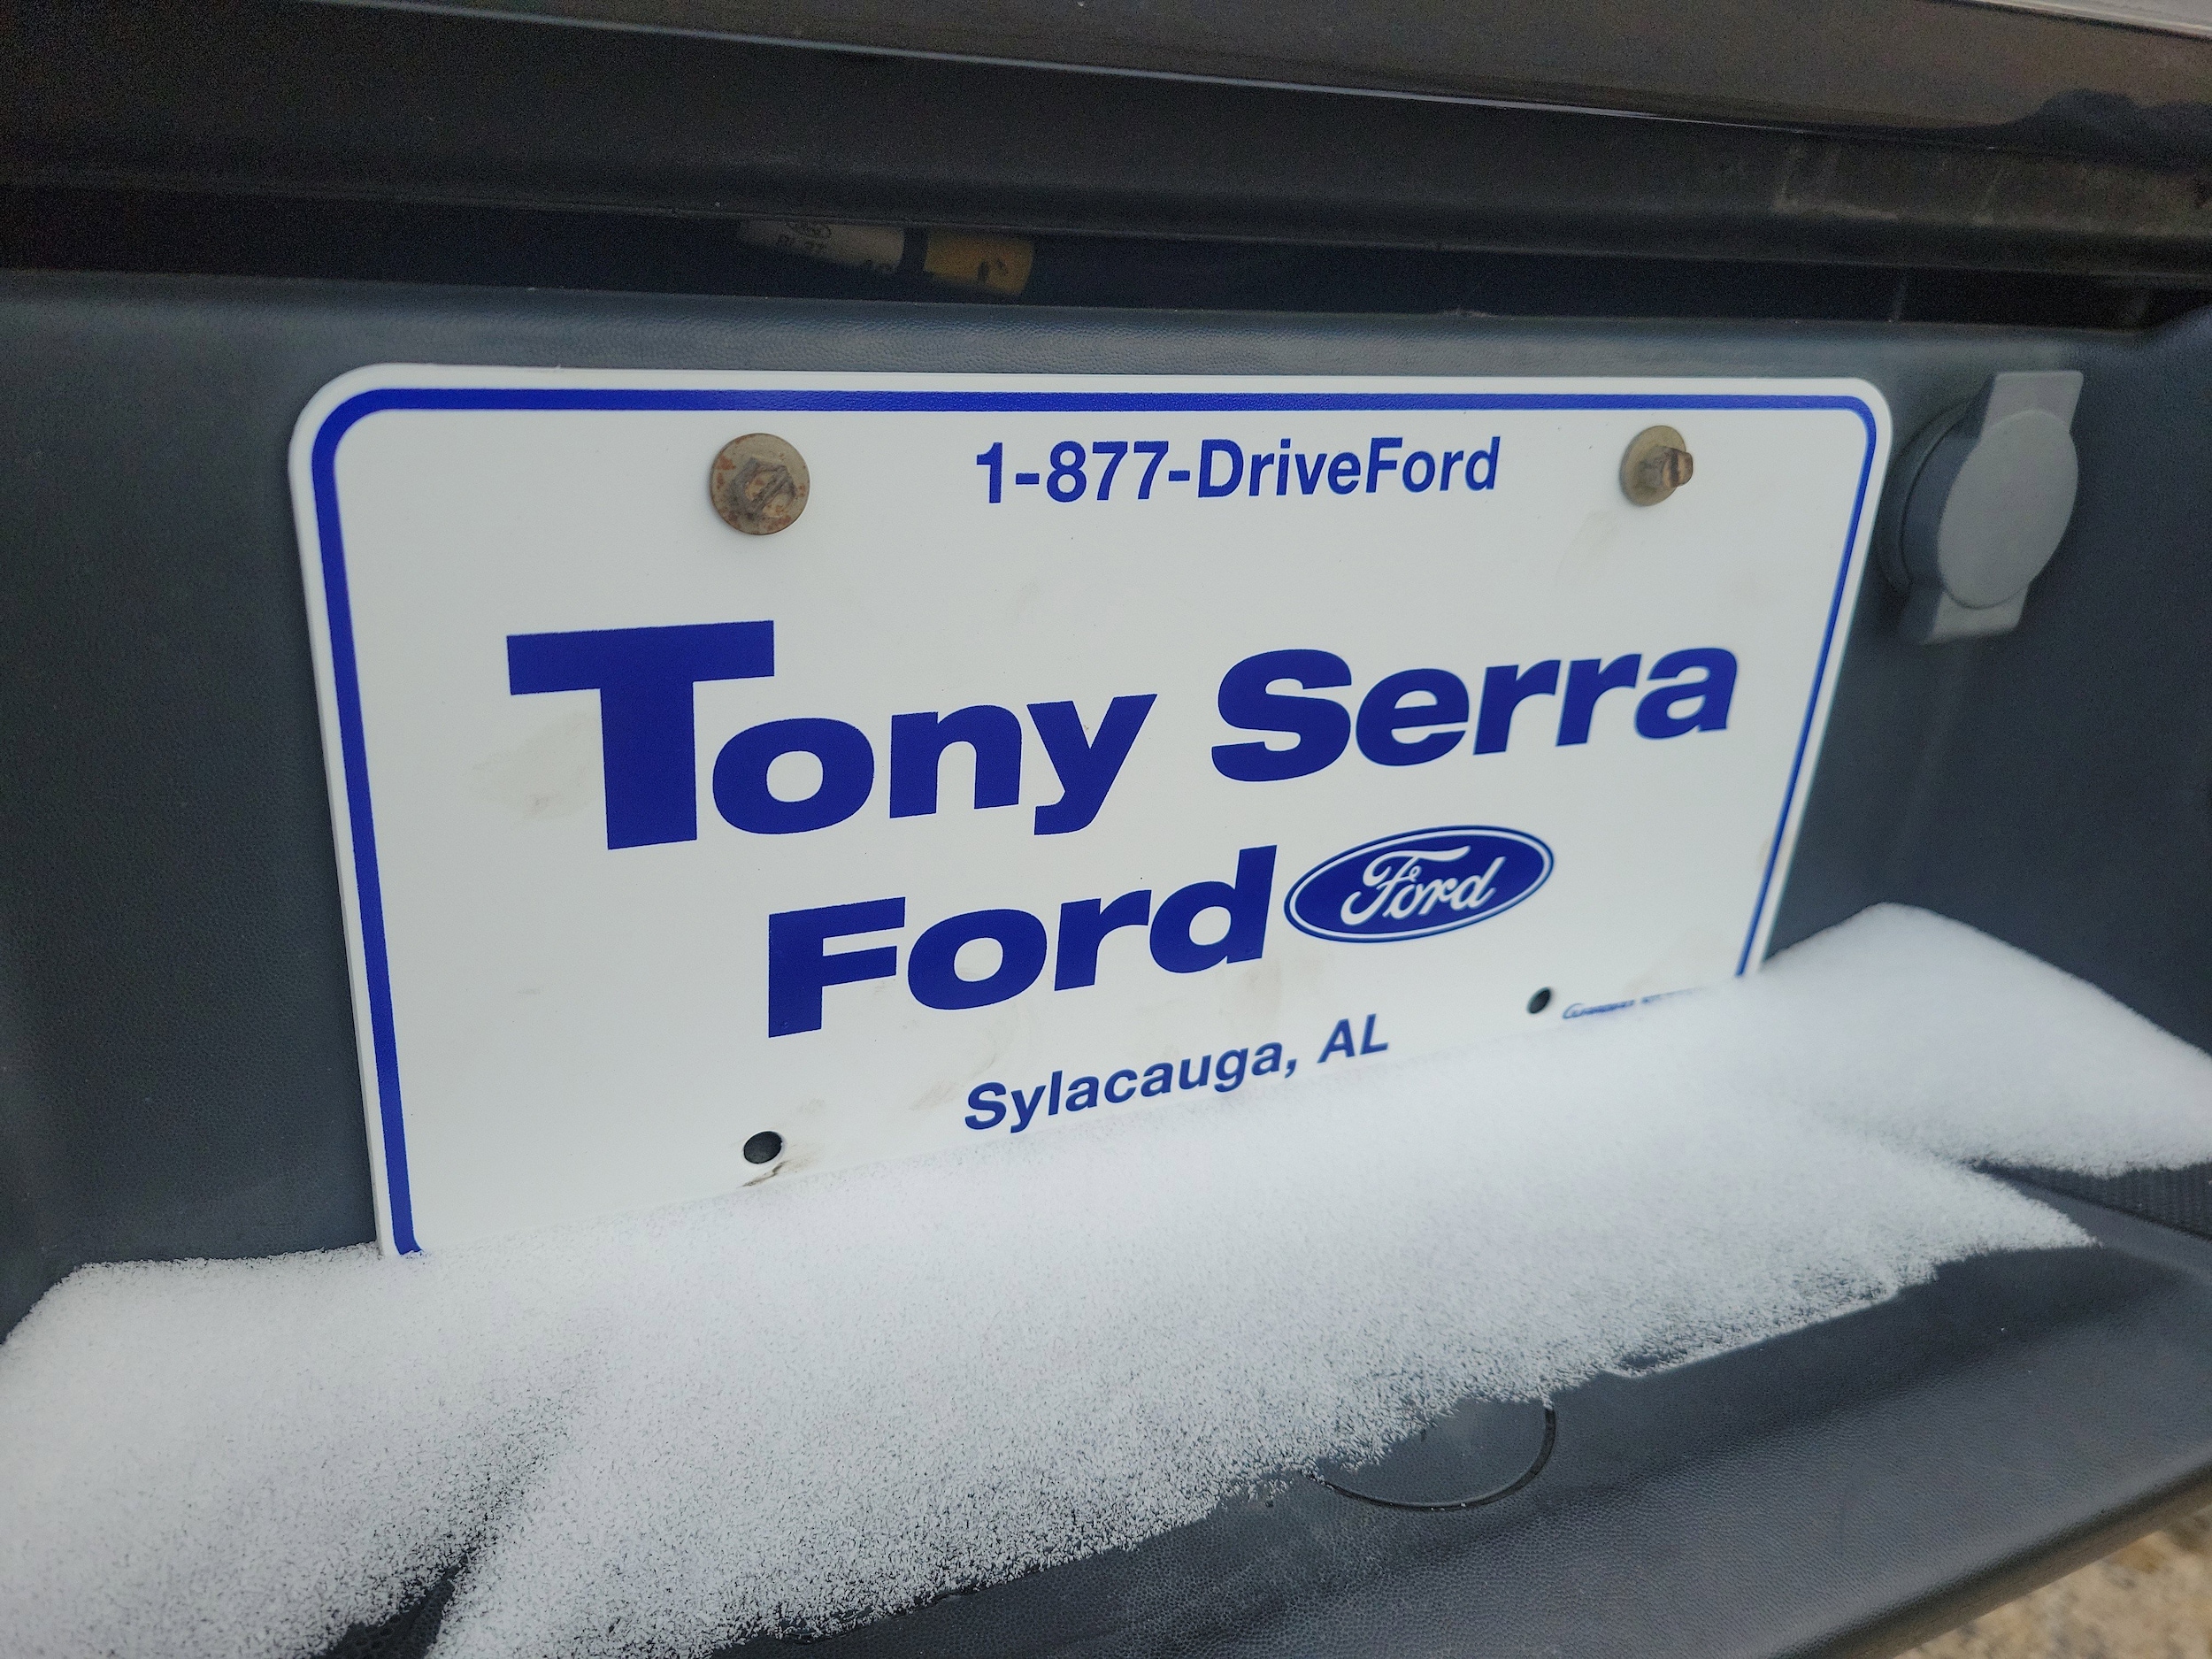 1-877-DriveFord
Tony Serra
Ford Ford
Sylacauga, AL